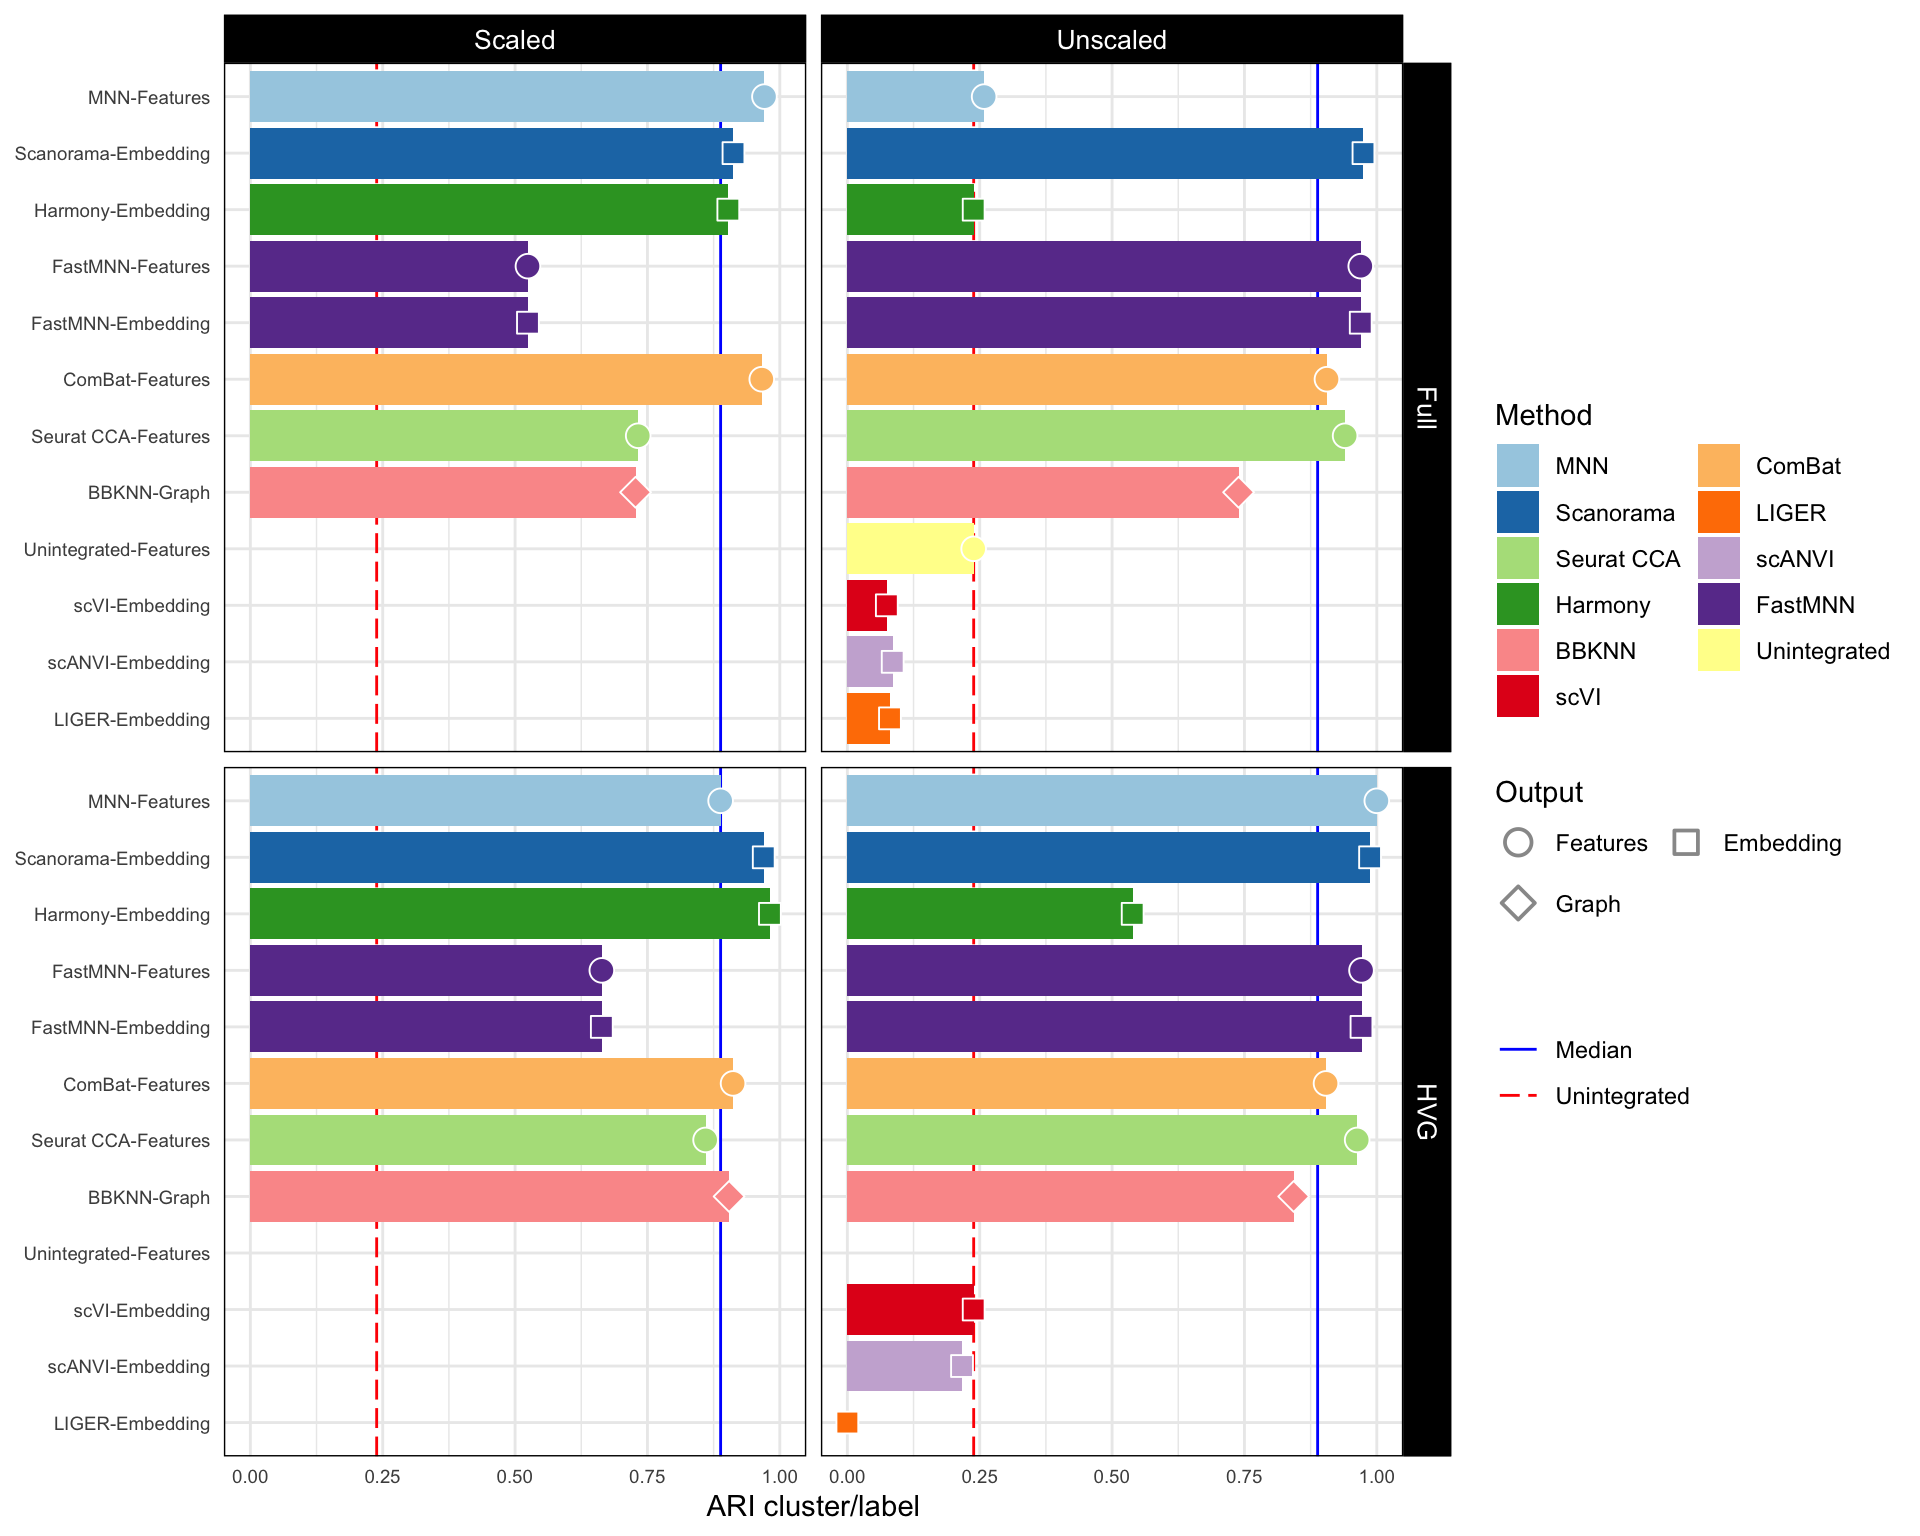 Scaled
Unscaled
MNN-Features
Scanorama-Embedding
Harmony-Embedding
FastMNN-Features
FastMNN-Embedding
ComBat-Features
Seurat CCA-Features
BBKNN-Graph
Unintegrated-Features
scVI-Embedding
scANVI-Embedding
LIGER-Embedding
Full
MNN-Features
Scanorama-Embedding
Harmony-Embedding
FastMNN-Features
FastMNN-Embedding
ComBat-Features
Seurat CCA-Features
BBKNN-Graph
Unintegrated-Features
scVI-Embedding
scANVI-Embedding
LIGER-Embedding
HVG
0.00 0.25 0.50 0.75 1.00 0.00 0.25 0.50 0.75 1.00
ARI cluster/label
Method
MNN ComBat
Scanorama LIGER
Seurat CCA scANVI
Harmony FastMNN
BBKNN Unintegrated
scVI
Output
Features Embedding
Graph
Median
Unintegrated